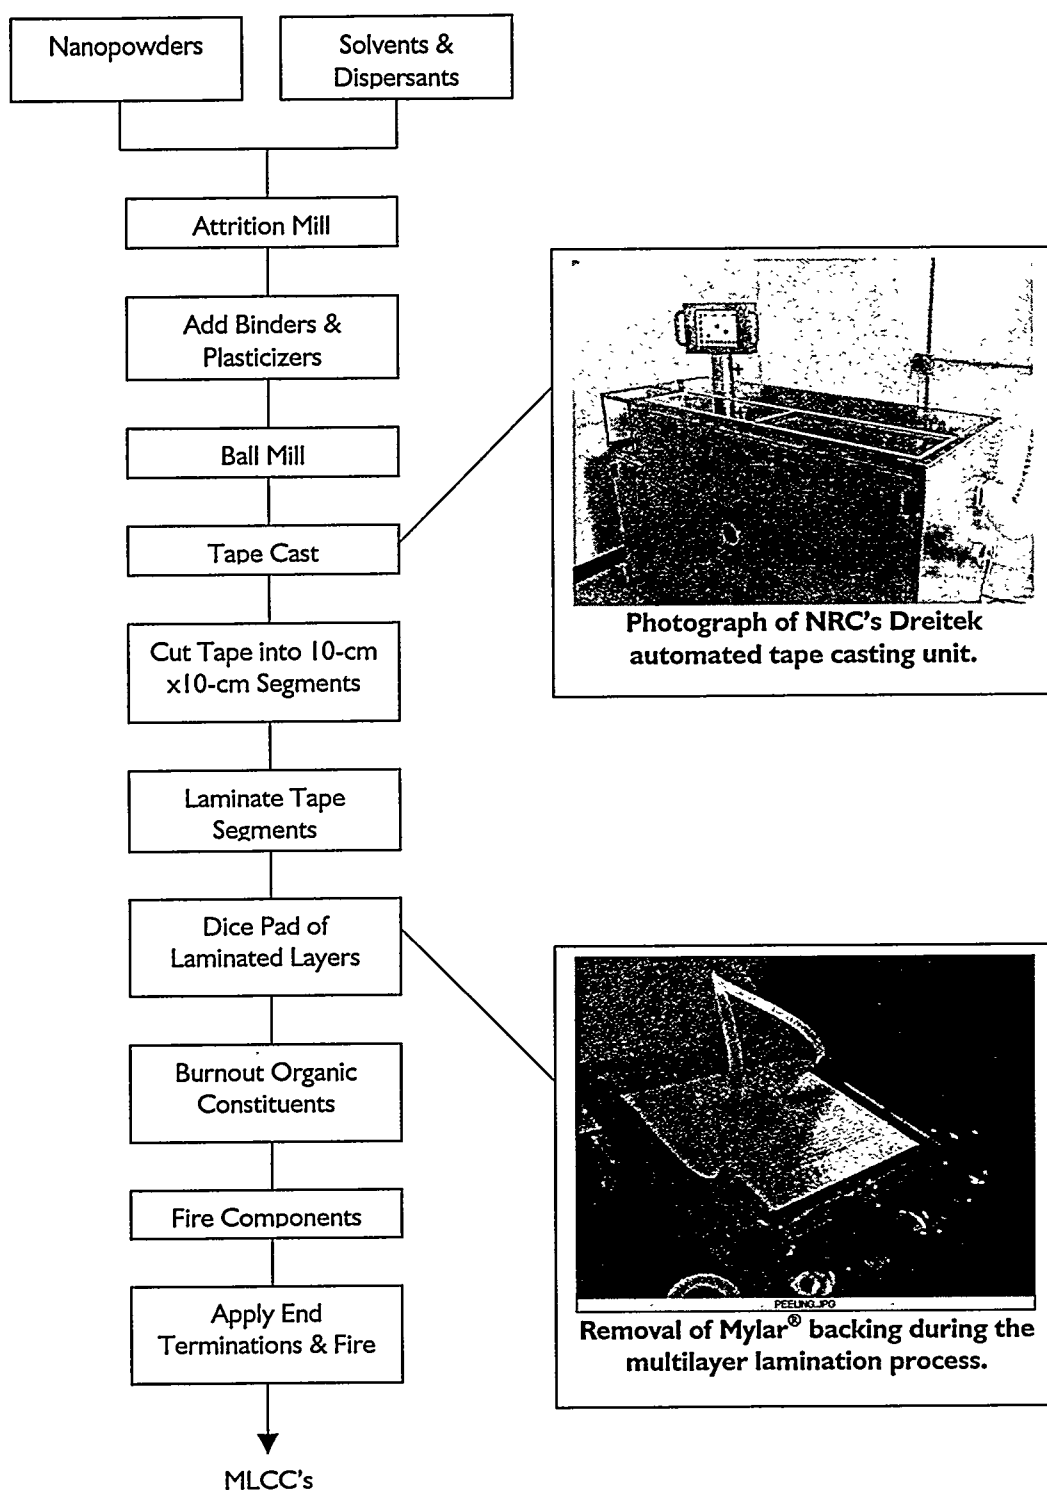 Nanopowders
Solvents &
Dispersants
Attrition Mill
Add Binders &
Plasticizers
Ball Mill
Tape Cast
Cut Tape into 10-cm
x10-cm Segments
Laminate Tape
Segments
Dice Pad of
Laminated Layers
Burnout Organic
Constituents
Fire Components
Apply End
Terminations & Fire
MLCC's
Photograph of NRC's Dreitek
automated tape casting unit.
PEELING.JPG
Removal of Mylar® backing during the
multilayer lamination process.